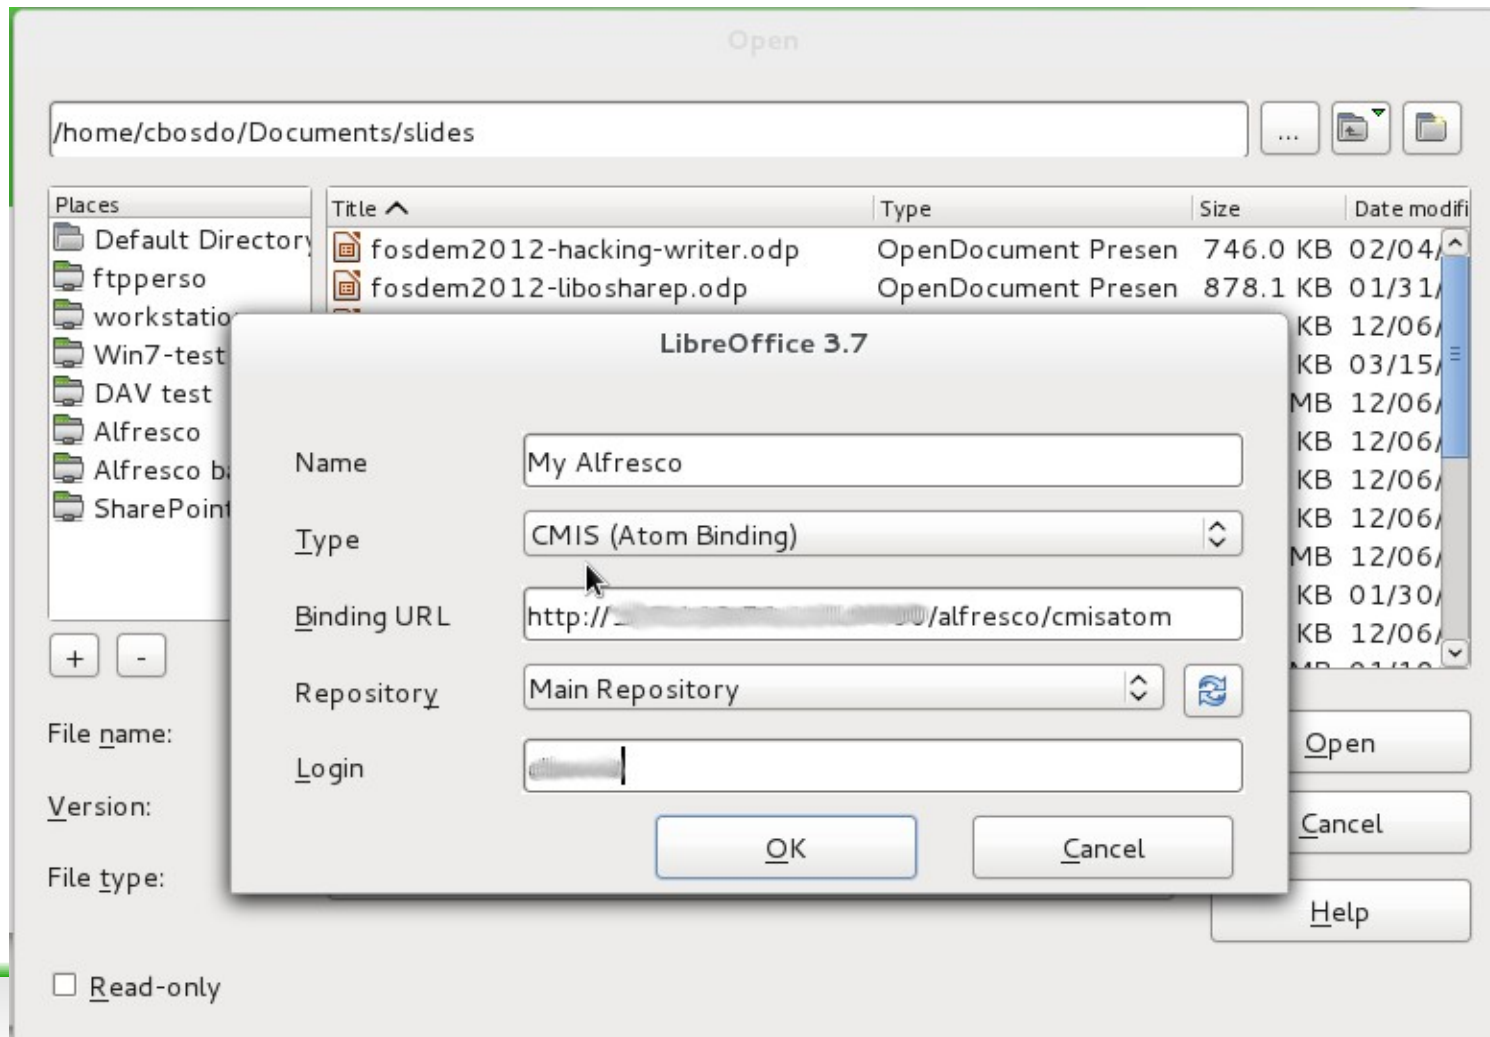 Open
/home/cbosdo/Documents/slides
...
Places
Title Type Size Date modifi
Default Directory
ftpperso
Win7-test
DAV test
Alfresco
Alfresco
SharePoint
fosdem2012-hacking-writer.odp OpenDocument Presen 746.0 KB 02/04/
fosdem2012-libosharep.odp OpenDocument Presen 878.1 KB 01/31/
KB 12/06/
KB 03/15/
MB 12/06/
KB 12/06/
KB 12/06/
KB 12/06/
MB 12/06/
KB 01/30/
KB 12/06/
+ -
LibreOffice 3.7
Name My Alfresco
Type CMIS (Atom Binding)
Binding URL http:// /alfresco/cmisatom
Repository Main Repository
Login
OK Cancel
File name:
Version:
File type:
Open
Cancel
Help
Read-only